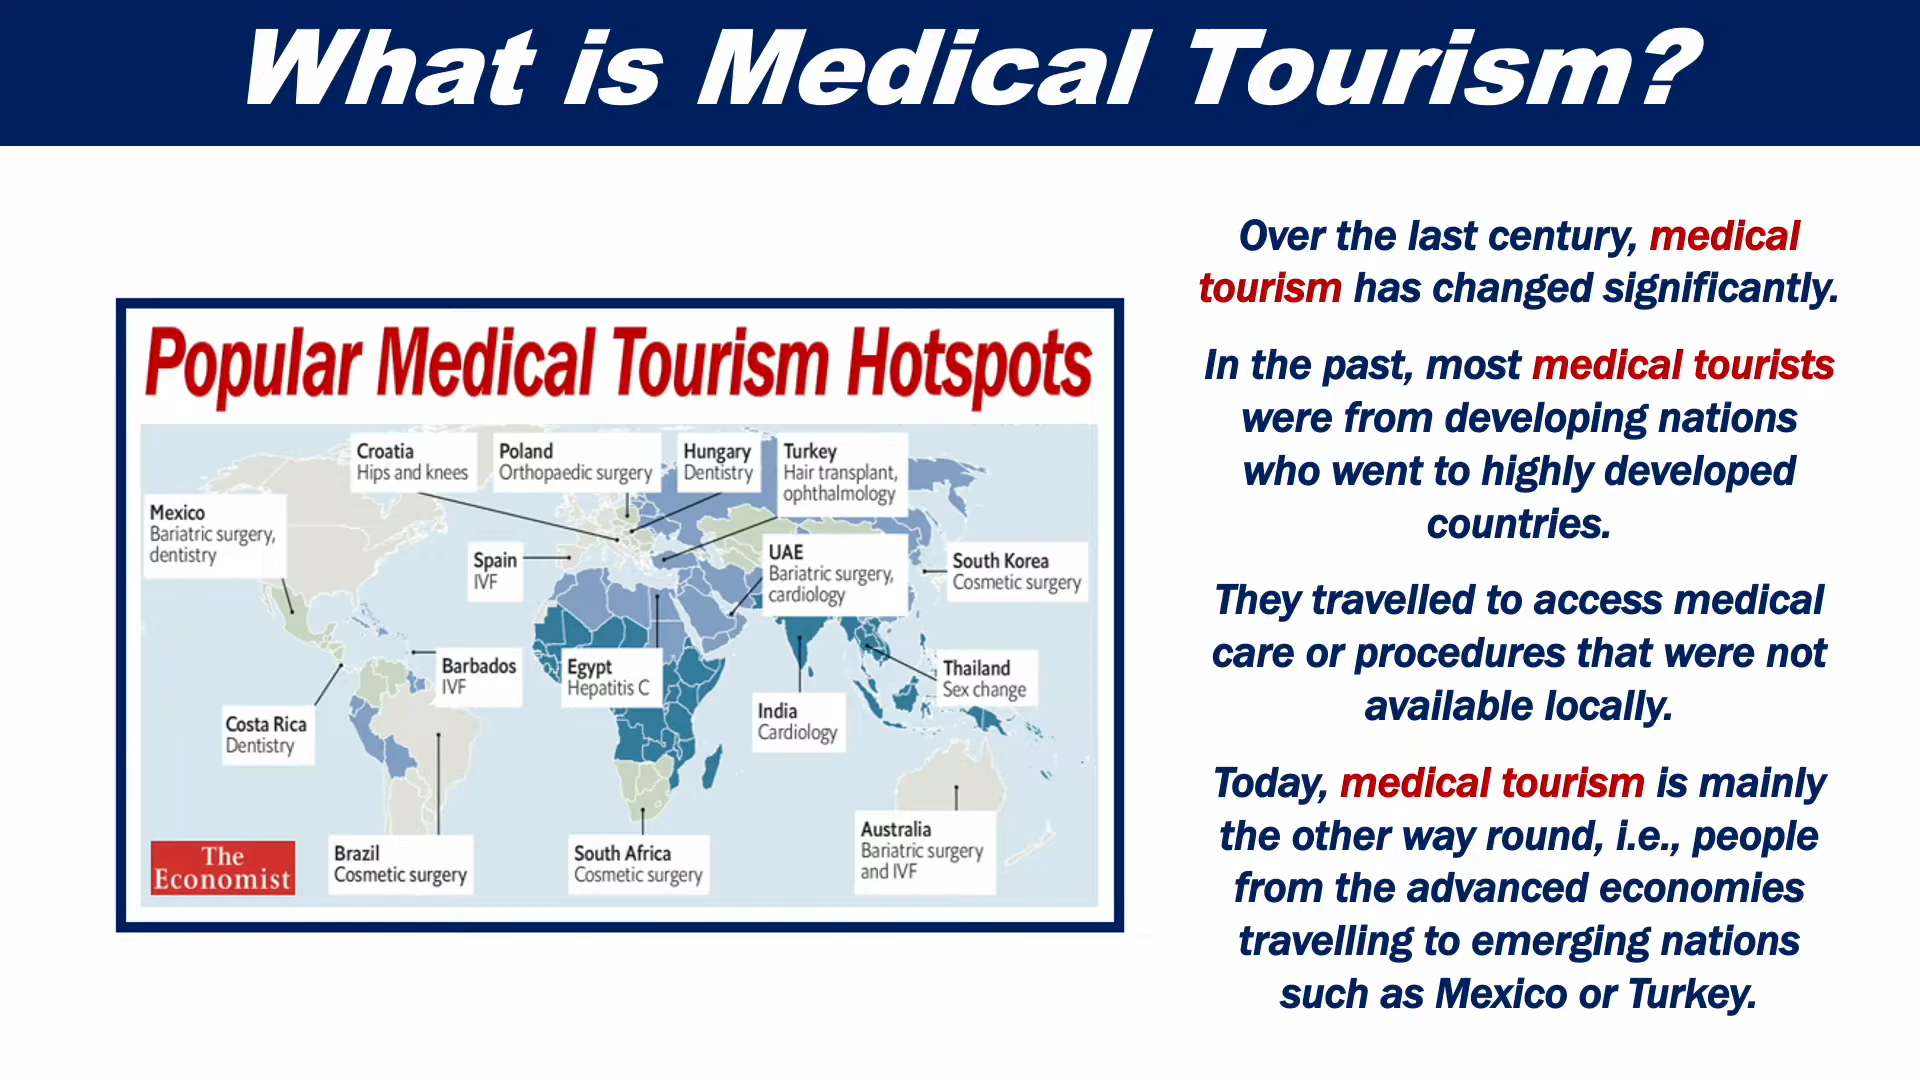 What is Medical Tourism?
Popular Medical Tourism Hotspots
Croatia
Hips and knees
Poland
Orthopaedic surgery
Hungary
Dentistry
Turkey
Hair transplant,
ophthalmology
Mexico
Bariatric surgery,
dentistry
Spain
IVF
UAE
Bariatric surgery,
cardiology
South Korea
Cosmetic surgery
Barbados
IVF
Egypt
Hepatitis C
Thailand
Sex change
Costa Rica
Dentistry
India
Cardiology
Brazil
Cosmetic surgery
South Africa
Cosmetic surgery
Australia
Bariatric surgery
and IVF
The
Economist
Over the last century, medical
tourism has changed significantly.
In the past, most medical tourists
were from developing nations
who went to highly developed
countries.
They travelled to access medical
care or procedures that were not
available locally.
Today, medical tourism is mainly
the other way round, i.e., people
from the advanced economies
travelling to emerging nations
such as Mexico or Turkey.